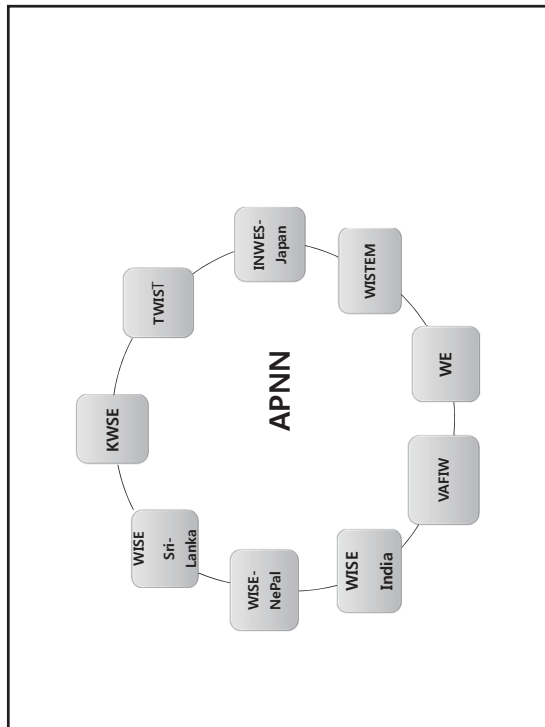 KWSE
TWIST
INWES-
Japan
WISTEM
WE
VAFIW
WISE
India
WISE-
NePal
WISE
Sri-
Lanka
APNN